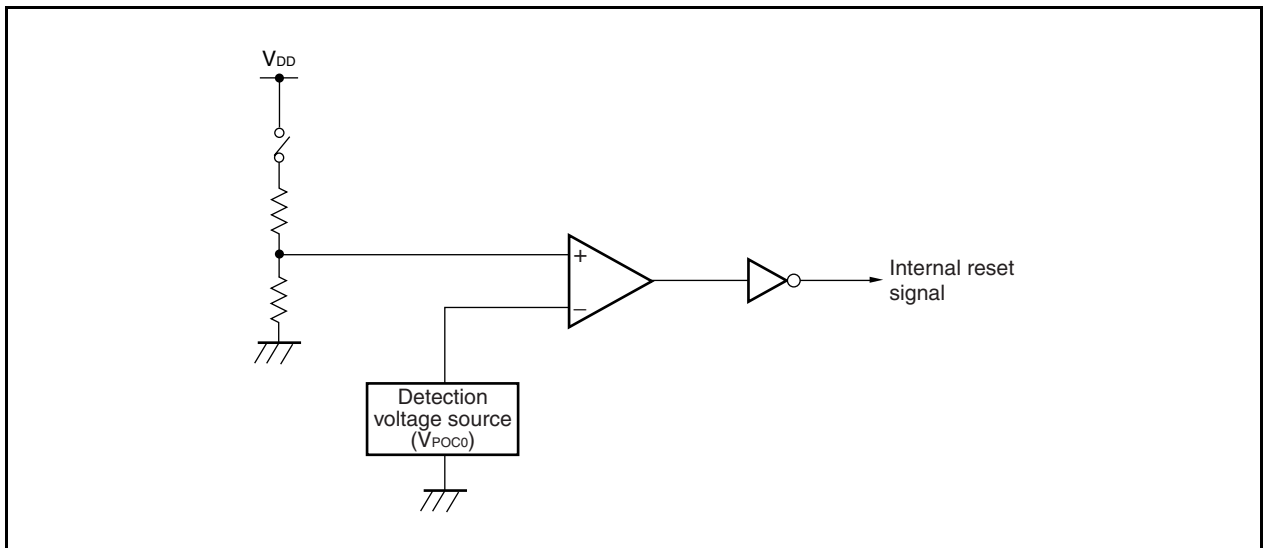 VDD
+
−
Internal reset
signal
Detection
voltage source
(VPOC0)